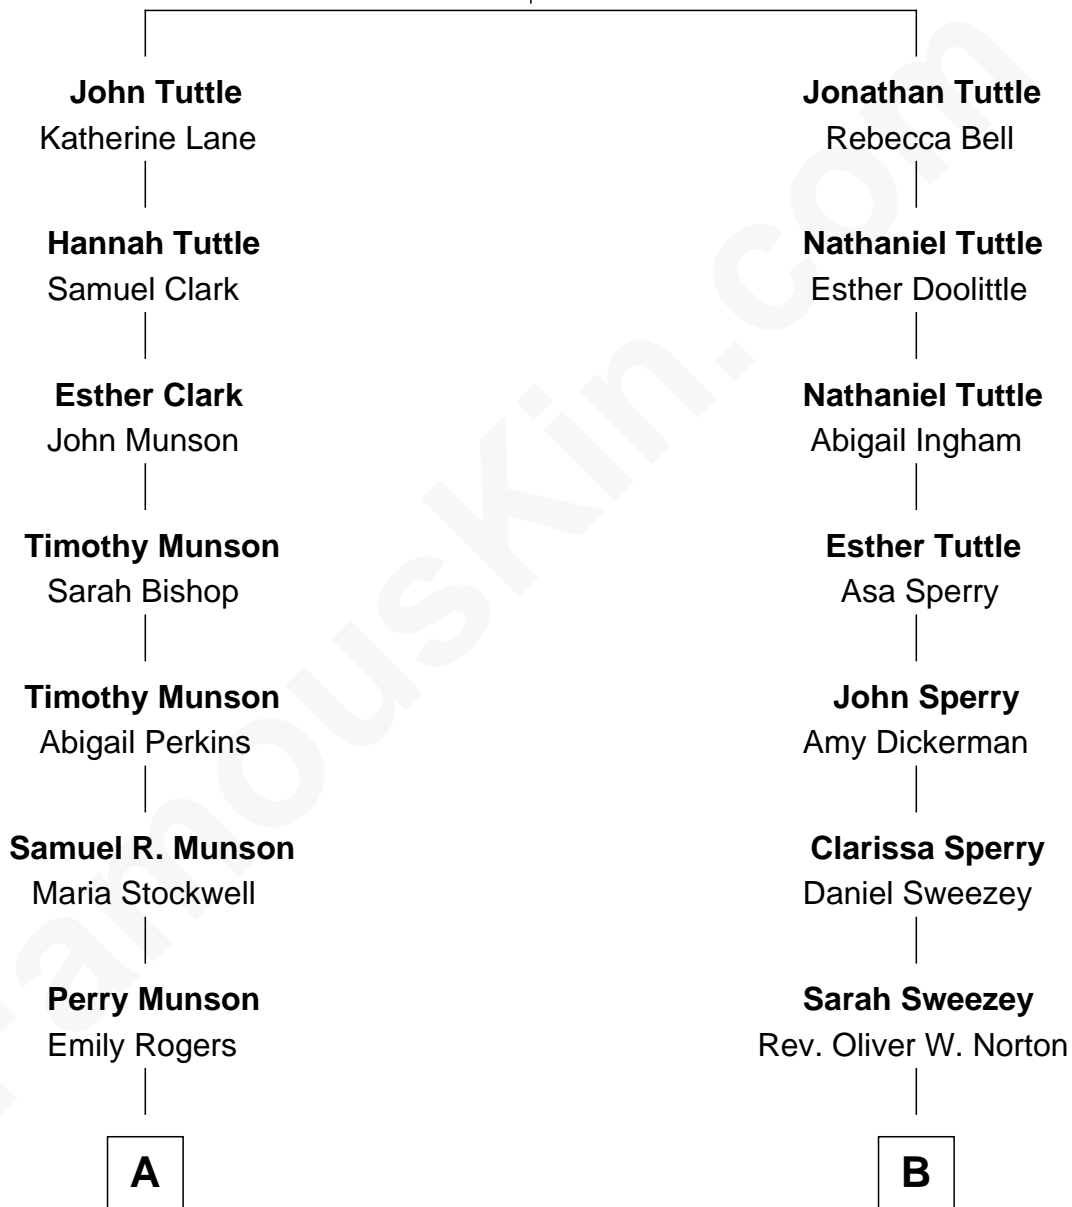 John Tuttle
Katherine Lane
Hannah Tuttle
Samuel Clark
Esther Clark
John Munson
Timothy Munson
Sarah Bishop
Timothy Munson
Abigail Perkins
Samuel R. Munson
Maria Stockwell
Perry Munson
Emily Rogers
A
Jonathan Tuttle
Rebecca Bell
Nathaniel Tuttle
Esther Doolittle
Nathaniel Tuttle
Abigail Ingham
Esther Tuttle
Asa Sperry
John Sperry
Amy Dickerman
Clarissa Sperry
Daniel Sweezey
Sarah Sweezey
Rev. Oliver W. Norton
B
FamousKin.com